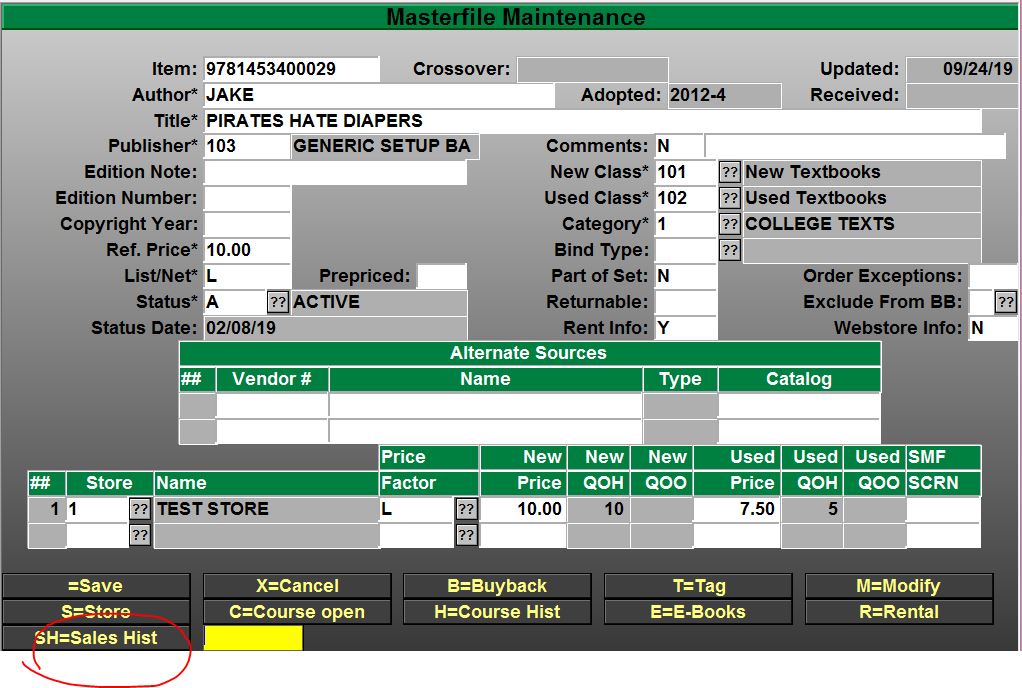 Masterfile Maintenance
Item: 9781453400029 Crossover: Updated: 09/24/19
Author* JAKE Adopted: 2012-4 Received:
Title* PIRATES HATE DIAPERS
Publisher* 103 GENERIC SETUP BA Comments: N
Edition Note: New Class* 101 ?? New Textbooks
Edition Number: Used Class* 102 ?? Used Textbooks
Copyright Year: Category* 1 ?? COLLEGE TEXTS
Ref. Price* 10.00 Bind Type: ??
List/Net* L Prepriced: Part of Set: N Order Exceptions:
Status* A ?? ACTIVE Returnable: Exclude From BB: ??
Status Date: 02/08/19 Rent Info: Y Webstore Info: N
Alternate Sources
## Vendor # Name Type Catalog
Price New New New Used Used Used SMF
## Store Name Factor Price QOH QOO Price QOH QOO SCRN
1 1 ?? TEST STORE L ?? 10.00 10 7.50 5
?? ??
=Save X=Cancel B=Buyback T=Tag M=Modify
S=Store C=Course open H=Course Hist E=E-Books R=Rental
SH=Sales Hist